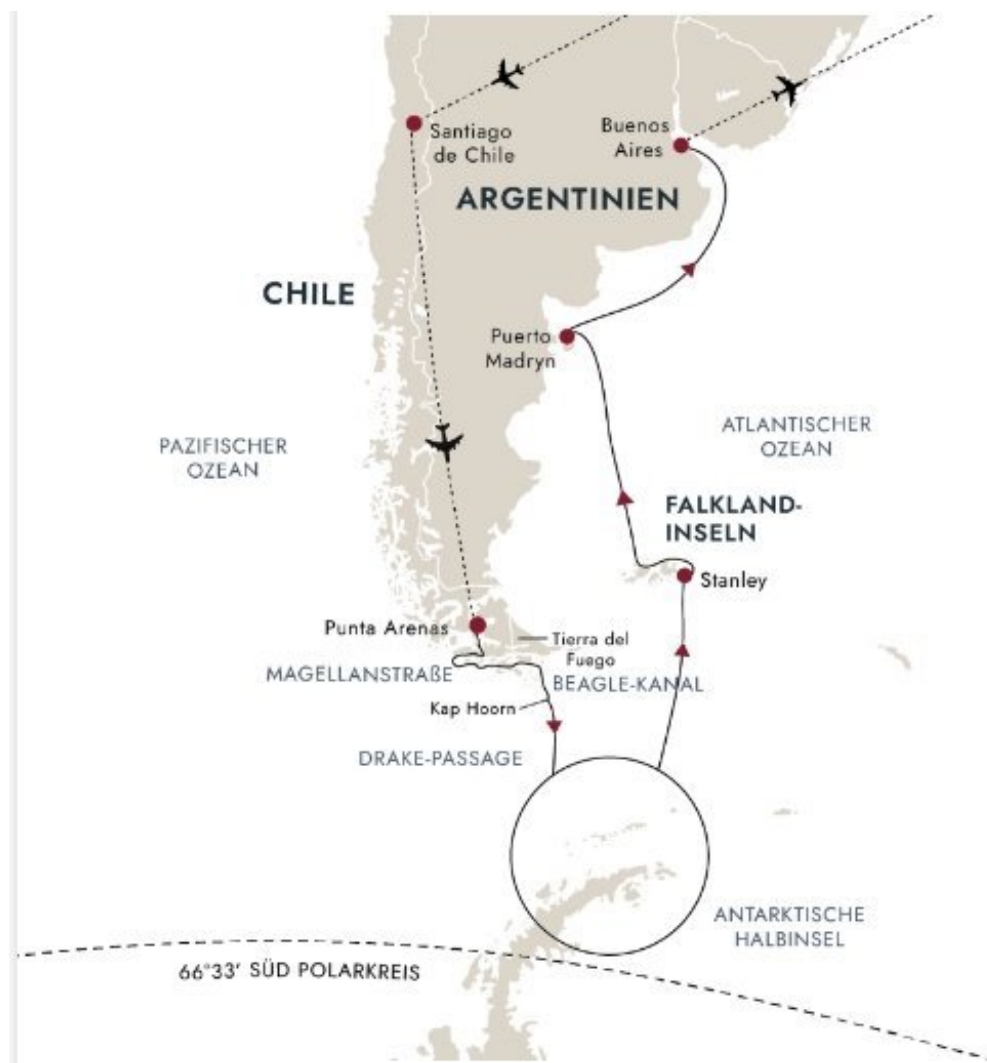 Santiago
de Chile
Buenos
Aires
ARGENTINIEN
CHILE
Puerto
Madryn
PAZIFISCHER
OZEAN
ATLANTISCHER
OZEAN
FALKLAND-
INSELN
Stanley
Punta Arenas
Tierra del
Fuego
MAGELLANSTRAßE
BEAGLE-KANAL
Kap Hoorn
DRAKE-PASSAGE
ANTARKTISCHE
HALBINSEL
66°33' SÜD POLARKREIS